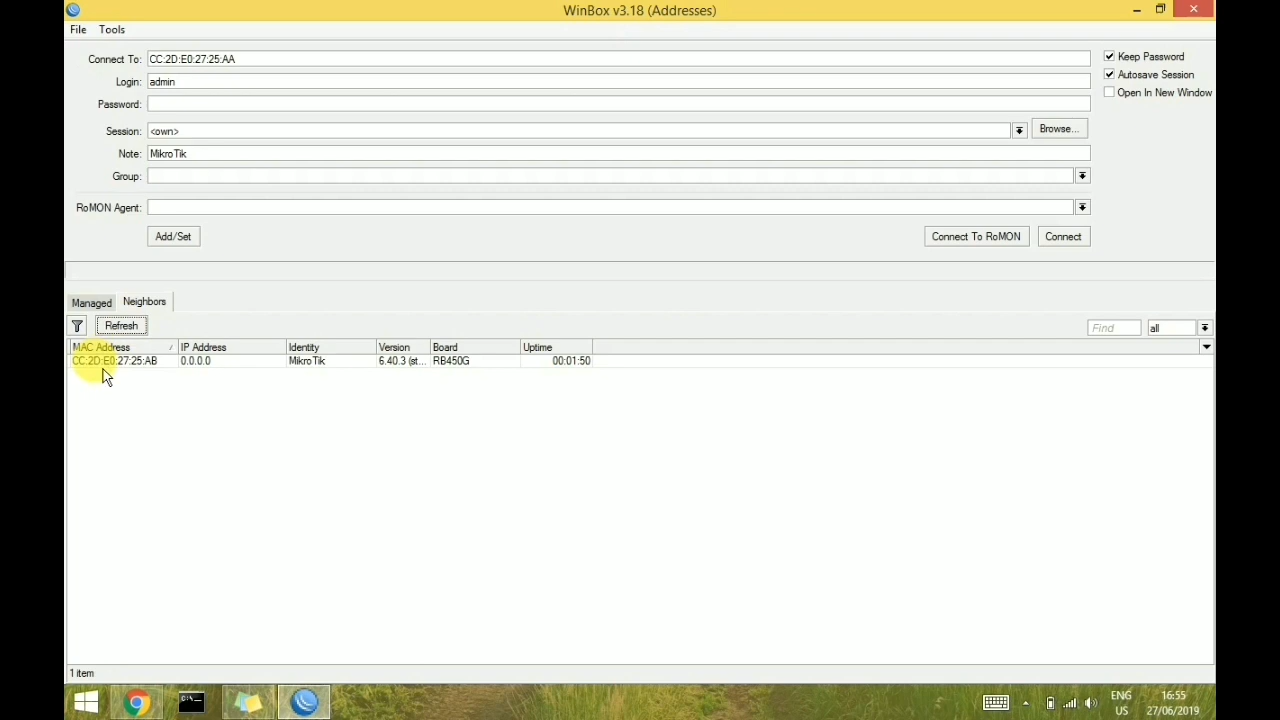 WinBox v3.18 (Addresses)
File Tools
Connect To: CC:2D:E0:27:25:AA
Keep Password
Autosave Session
Open In New Window
Login: admin
Password:
Session: <own> Browse...
Note: MikroTik
Group:
RoMON Agent:
Add/Set Connect To RoMON Connect
Managed Neighbors
Refresh Find all
MAC Address IP Address Identity Version Board Uptime
CC:2D:E0:27:25:AB 0.0.0.0 MikroTik 6.40.3 (st... RB450G 00:01:50
1 item
ENG 16:55
US 27/06/2019